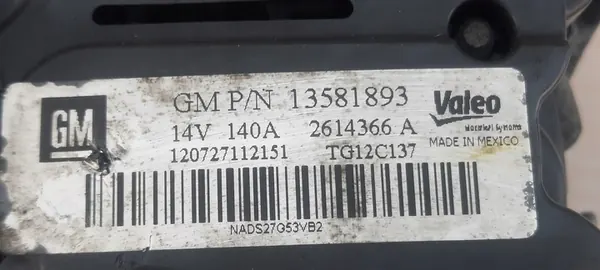 GM
GM P/N 13581893
14V 140A 2614366 A
120727112151 TG12C137
Valeo
MADE IN MEXICO
NADS27G53VB2